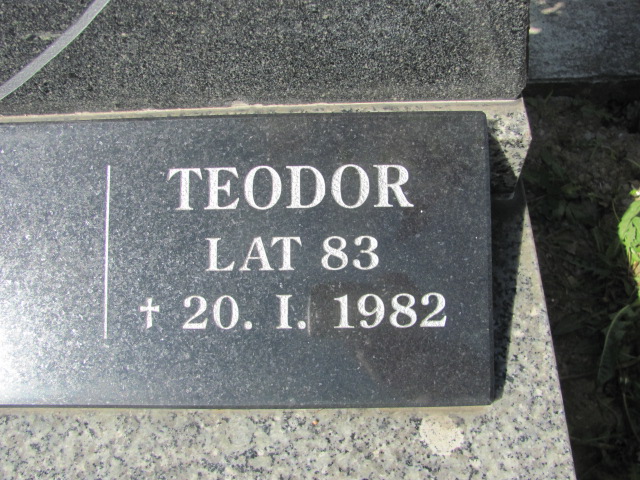 TEODOR
LAT 83
† 20. I. 1982